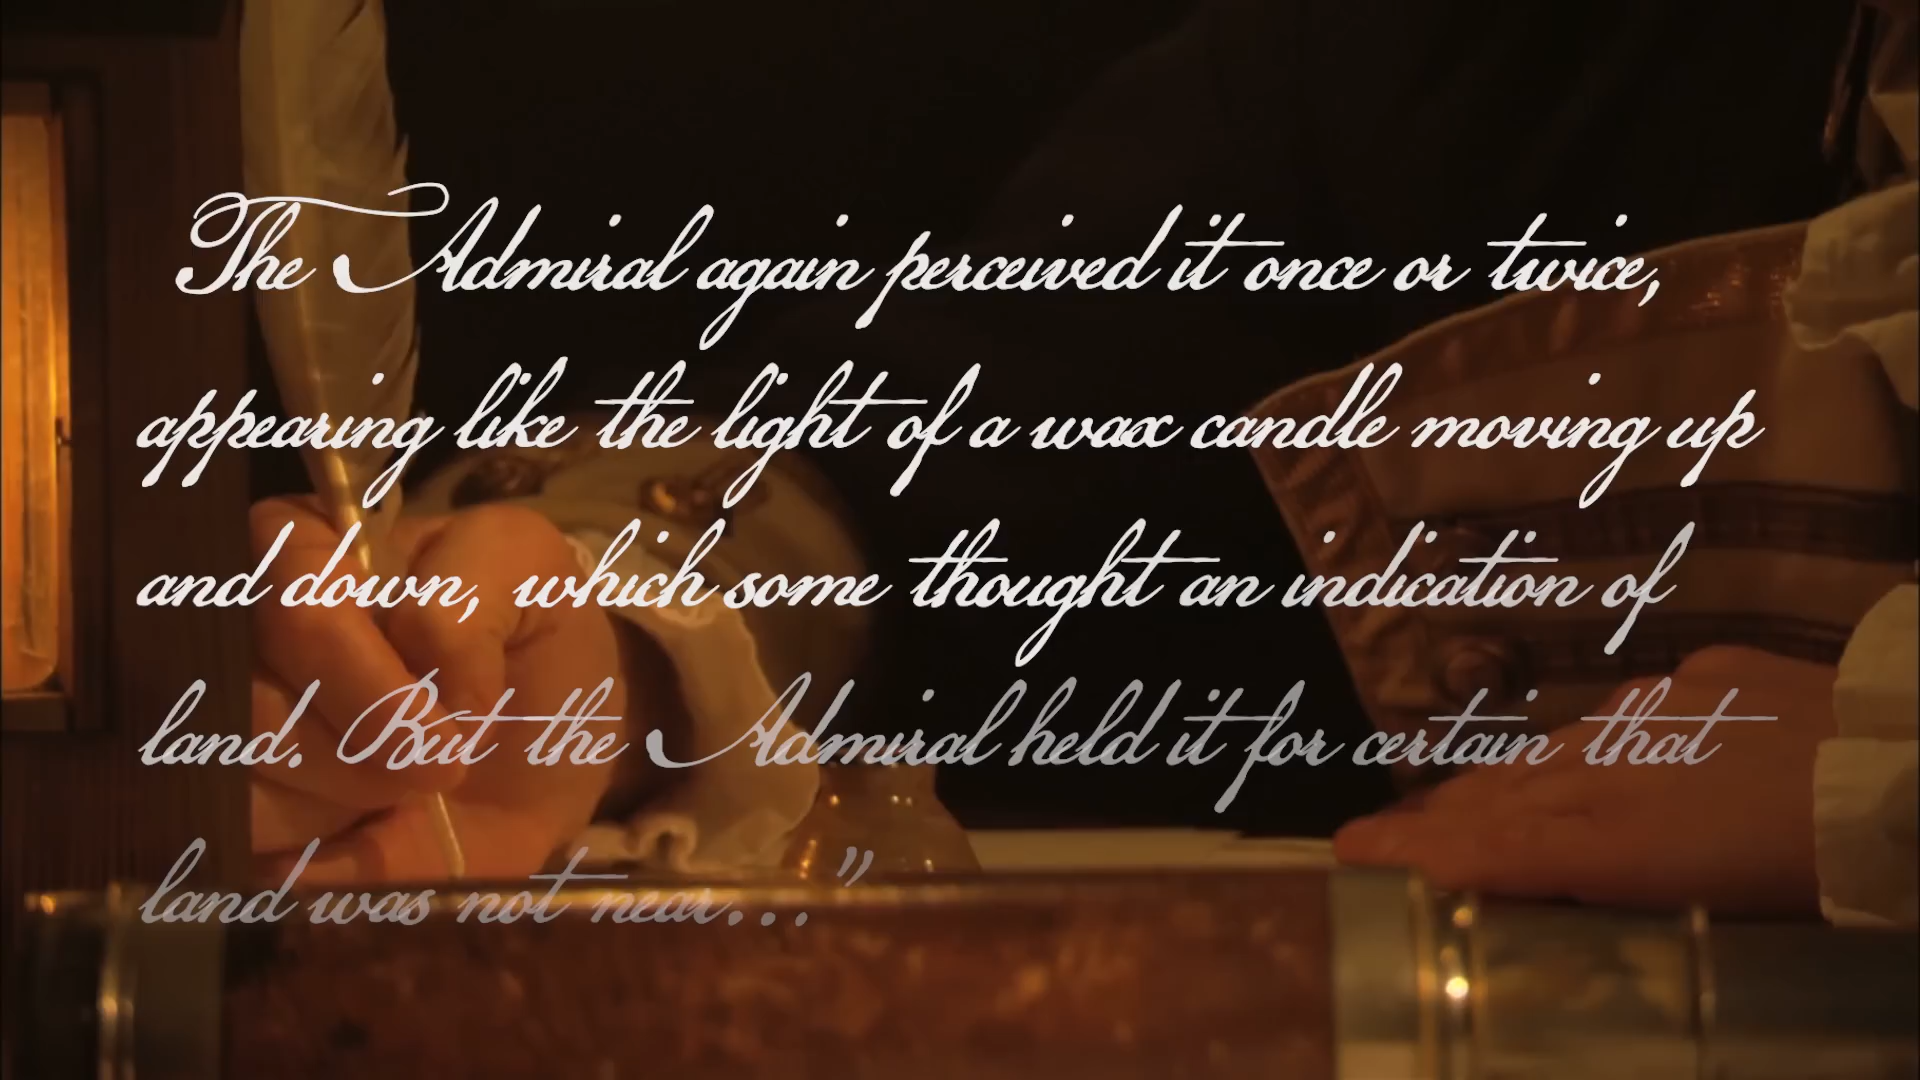 The Admiral again perceived it once or twice,
appearing like the light of a wax candle moving up
and down, which some thought an indication of
land. But the Admiral held it for certain that
land was not near..."